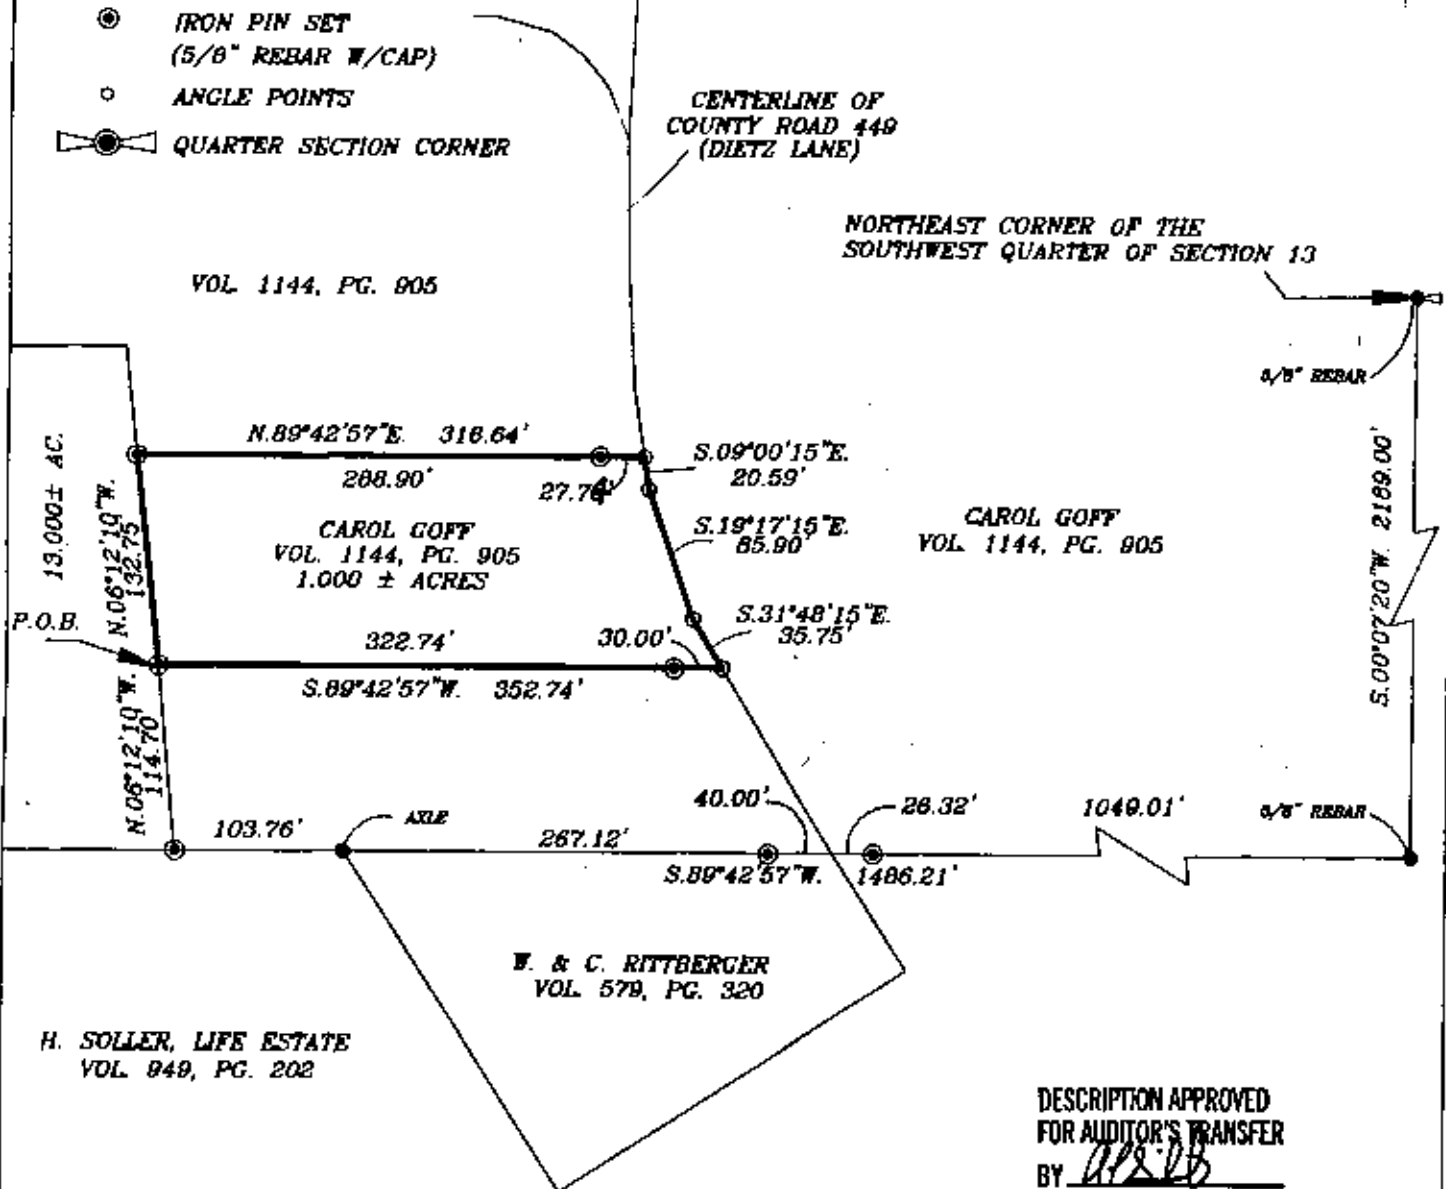 IRON PIN SET
(5/8" REBAR W/CAP)
ANGLE POINTS
QUARTER SECTION CORNER
CENTERLINE OF
COUNTY ROAD 449
(DIETZ LANE)
NORTHEAST CORNER OF THE
SOUTHWEST QUARTER OF SECTION 13
VOL. 1144, PG. 905
5/8" REBAR
13.000± AC.
N.89°42'57"E. 316.64'
288.90'
27.74'
S.09°00'15"E.
20.59'
S.19°17'15"E.
85.90'
CAROL GOFF
VOL. 1144, PG. 905
1.000 ± ACRES
CAROL GOFF
VOL. 1144, PG. 905
N.06°12'10"W.
132.75
S.00°07'20"W. 2189.00'
P.O.B.
S.31°48'15"E.
35.75'
322.74'
30.00'
S.89°42'57"W. 352.74'
N.06°12'10"W.
114.70'
103.76'
AXLE
267.12'
40.00'
26.32'
1049.01'
5/8" REBAR
S.89°42'57"W. 1486.21'
W. & C. RITTBERGER
VOL. 579, PG. 320
H. SOLLER, LIFE ESTATE
VOL. 949, PG. 202
DESCRIPTION APPROVED
FOR AUDITOR'S TRANSFER
BY